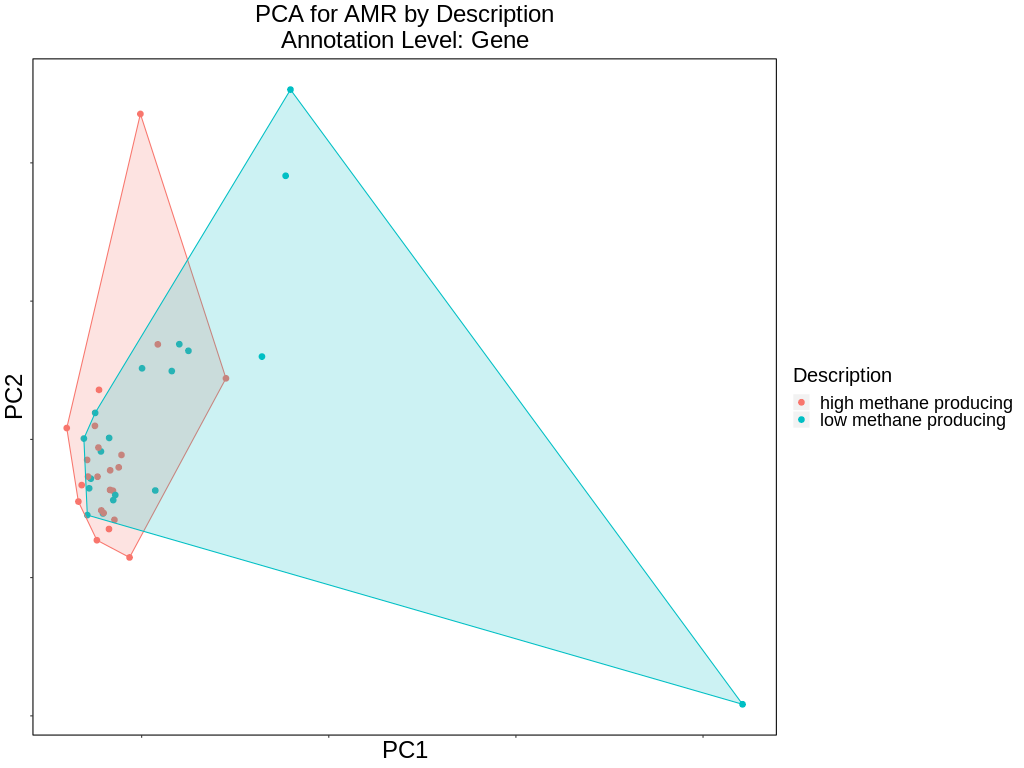 PCA for AMR by Description
Annotation Level: Gene
PC2
PC1
Description
high methane producing
low methane producing